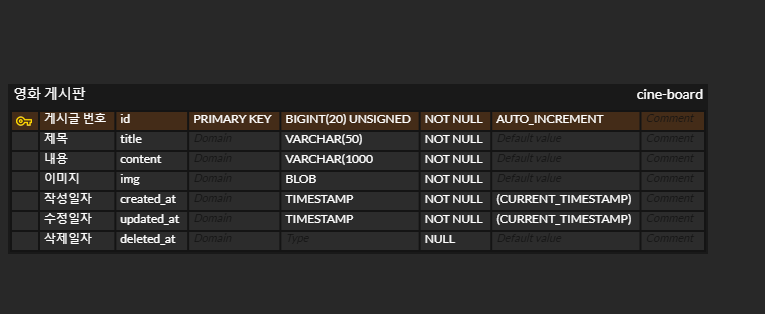 영화 게시판 cine-board
게시글 번호 id PRIMARY KEY BIGINT(20) UNSIGNED NOT NULL AUTO_INCREMENT Comment
제목 title Domain VARCHAR(50) NOT NULL Default value Comment
내용 content Domain VARCHAR(1000 NOT NULL Default value Comment
이미지 img Domain BLOB NOT NULL Default value Comment
작성일자 created_at Domain TIMESTAMP NOT NULL (CURRENT_TIMESTAMP) Comment
수정일자 updated_at Domain TIMESTAMP NOT NULL (CURRENT_TIMESTAMP) Comment
삭제일자 deleted_at Domain Type NULL Default value Comment